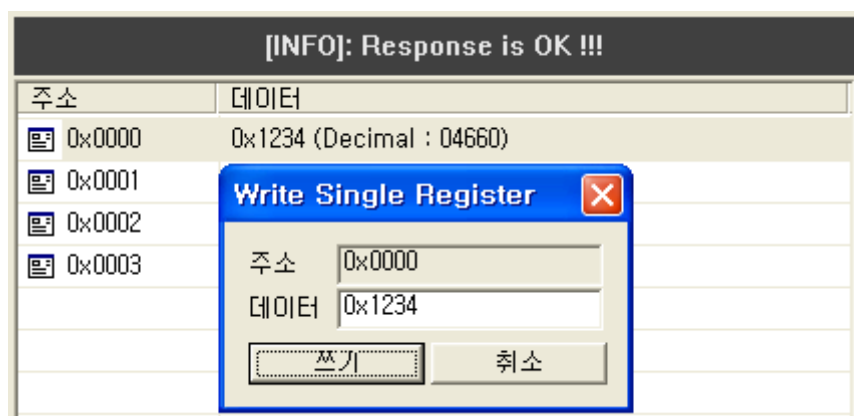 [INFO]: Response is OK !!!
주소 데이터
0x0000 0x1234 (Decimal : 04660)
0x0001
0x0002
0x0003
Write Single Register
주소 0x0000
데이터 0x1234
쓰기 취소